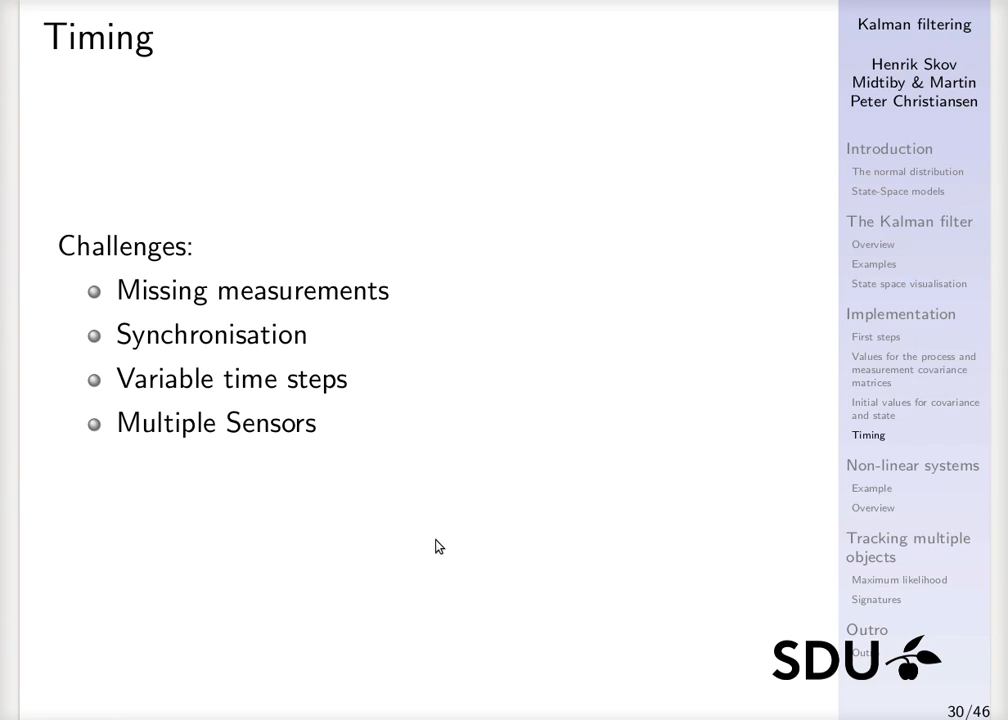 Timing
Challenges:
Missing measurements
Synchronisation
Variable time steps
Multiple Sensors
Kalman filtering
Henrik Skov
Midtiby & Martin
Peter Christiansen
Introduction
The normal distribution
State-Space models
The Kalman filter
Overview
Examples
State space visualisation
Implementation
First steps
Values for the process and
measurement covariance
matrices
Initial values for covariance
and state
Timing
Non-linear systems
Example
Overview
Tracking multiple
objects
Maximum likelihood
Signatures
Outro
SDU
30/46